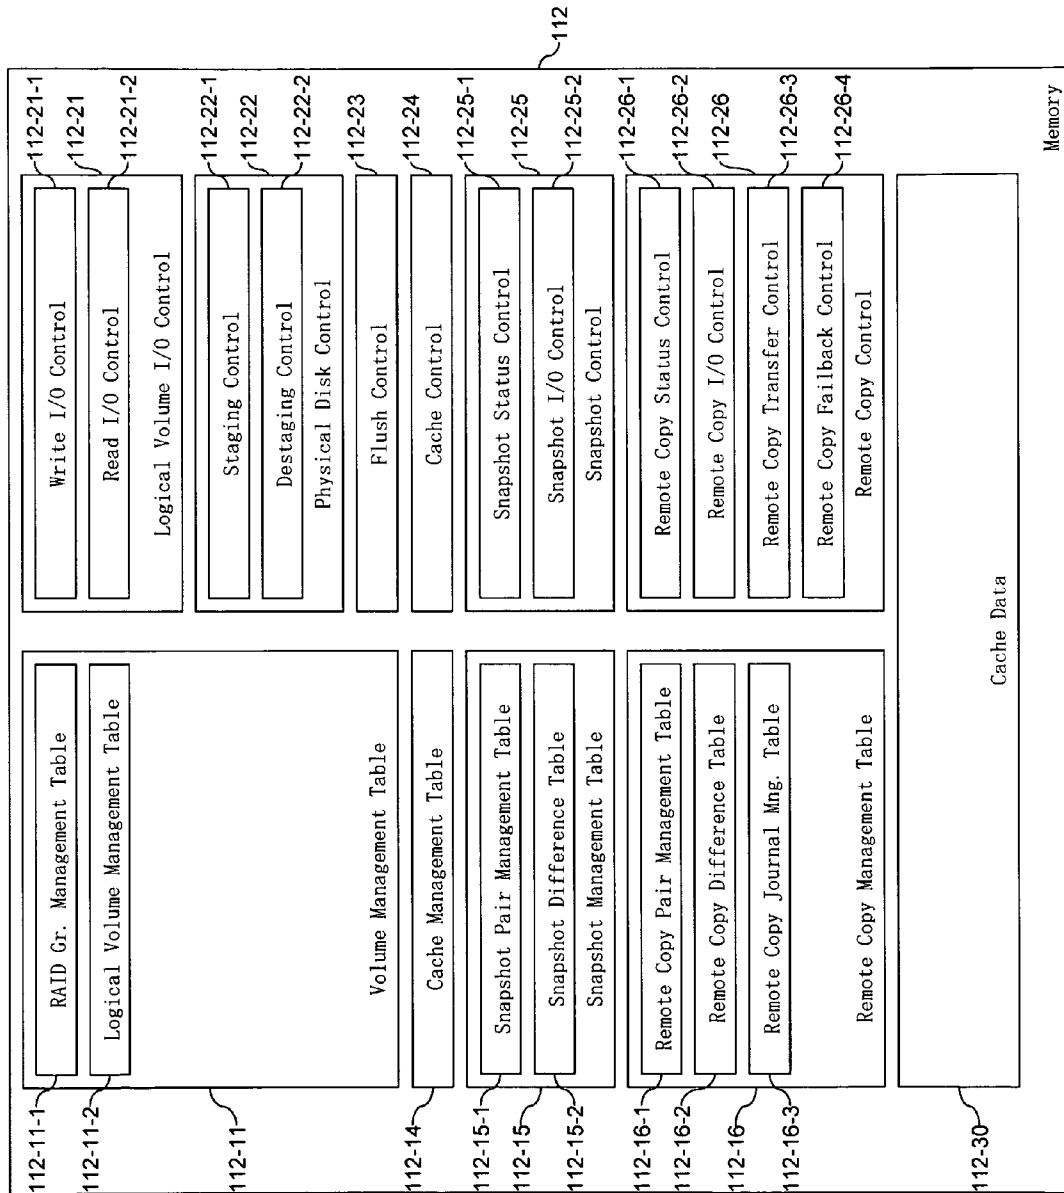 112-11-1
RAID Gr. Management Table
112-11-2
Logical Volume Management Table
112-11
Volume Management Table
112-14
Cache Management Table
112-15-1
Snapshot Pair Management Table
112-15
Snapshot Difference Table
112-15-2
Snapshot Management Table
112-16-1
Remote Copy Pair Management Table
112-16-2
Remote Copy Difference Table
112-16
Remote Copy Journal Mng. Table
112-16-3
Remote Copy Management Table
112-30
Cache Data
Write I/O Control
112-21-1
112-21
Read I/O Control
112-21-2
Logical Volume I/O Control
Staging Control
112-22-1
112-22
Destaging Control
112-22-2
Physical Disk Control
Flush Control
112-23
Cache Control
112-24
Snapshot Status Control
112-25-1
112-25
Snapshot I/O Control
112-25-2
Snapshot Control
Remote Copy Status Control
112-26-1
Remote Copy I/O Control
112-26-2
112-26
Remote Copy Transfer Control
112-26-3
Remote Copy Failback Control
112-26-4
Remote Copy Control
112
Memory